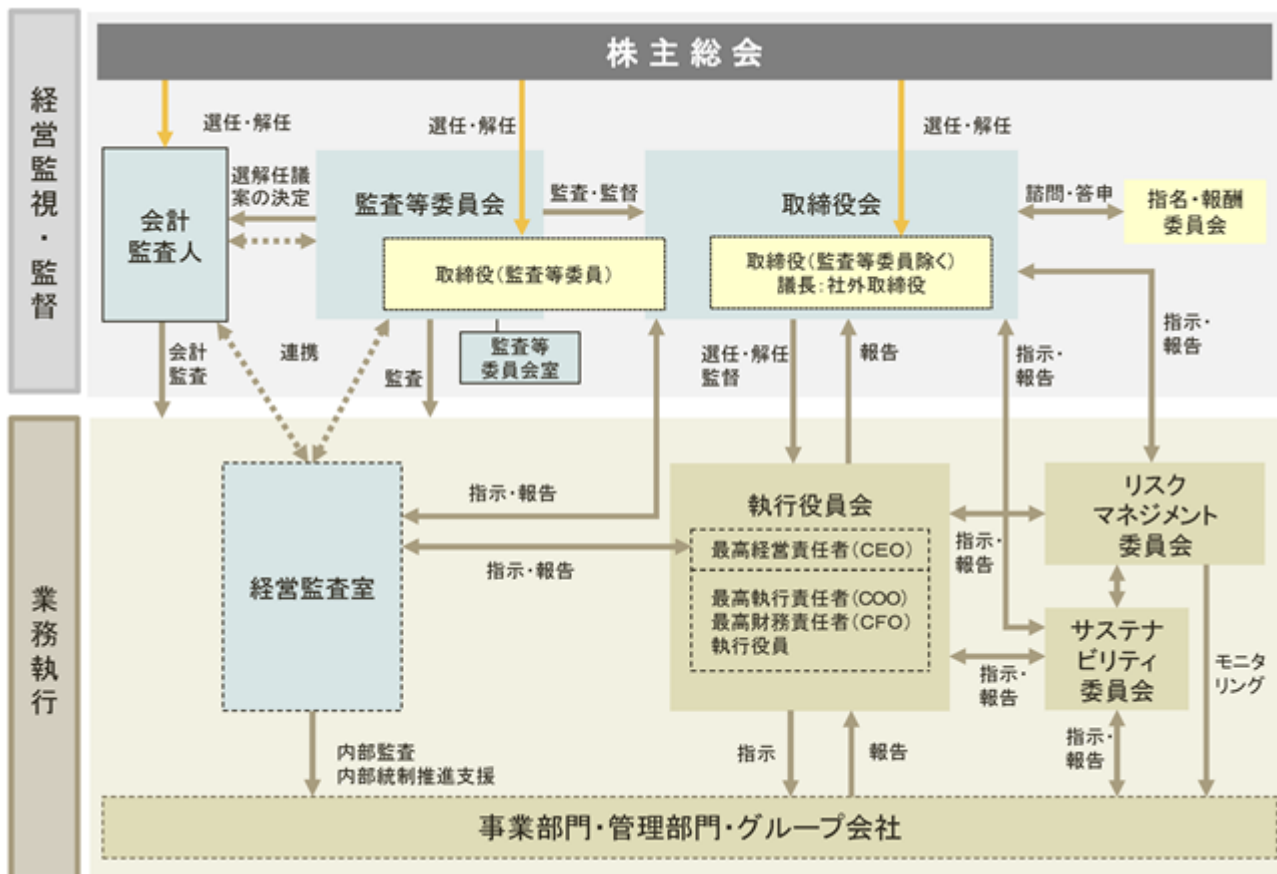 株主総会
経営監視・監督
選任・解任
選任・解任
選任・解任
会計
監査人
選解任議
案の決定
監査等委員会
監査・監督
取締役会
諮問・答申
指名・報酬
委員会
取締役(監査等委員)
取締役(監査等委員除く)
議長:社外取締役
会計
監査
連携
監査
監査等
委員会室
選任・解任
監督
報告
指示・
報告
指示・
報告
業務執行
経営監査室
指示・報告
指示・報告
執行役員会
最高経営責任者(CEO)
最高執行責任者(COO)
最高財務責任者(CFO)
執行役員
指示・
報告
リスク
マネジメント
委員会
指示・
報告
サステナ
ビリティ
委員会
モニタ
リング
内部監査
内部統制推進支援
指示
報告
指示・
報告
事業部門・管理部門・グループ会社